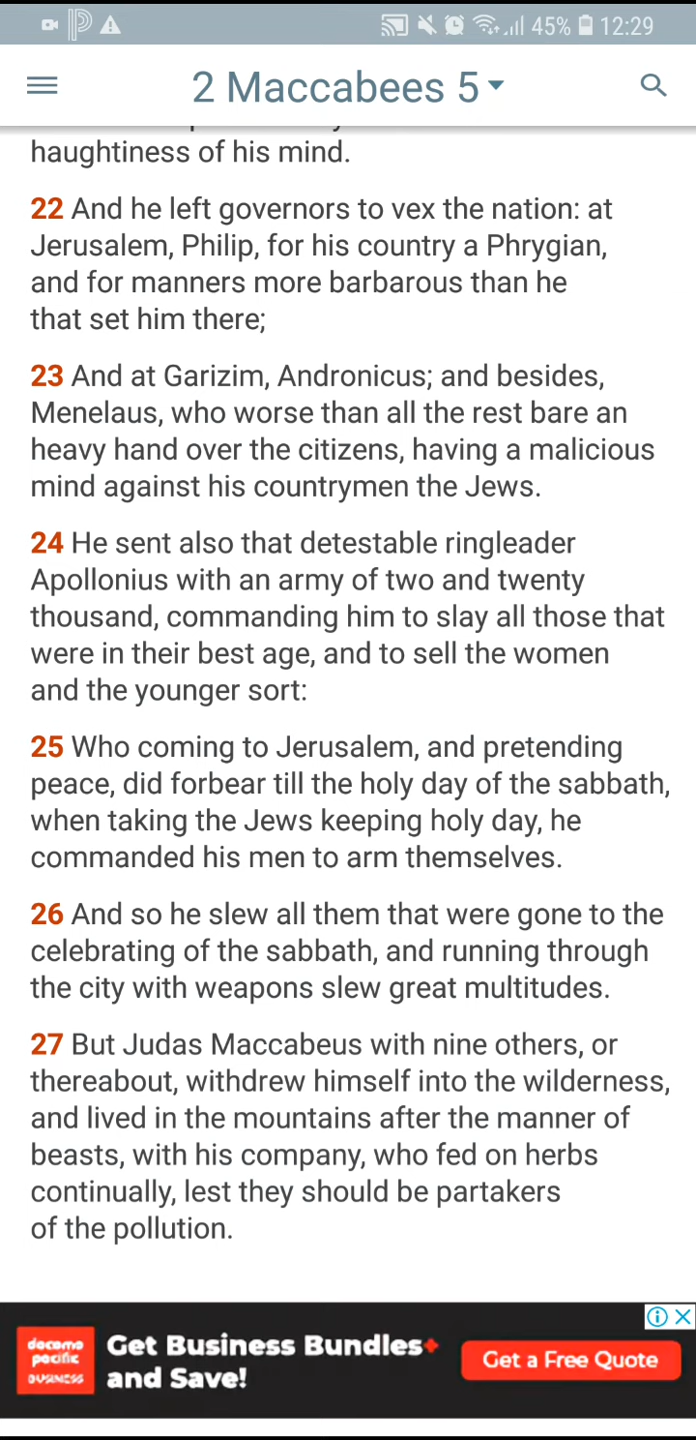 45% 12:29
2 Maccabees 5
haughtiness of his mind.
22 And he left governors to vex the nation: at
Jerusalem, Philip, for his country a Phrygian,
and for manners more barbarous than he
that set him there;
23 And at Garizim, Andronicus; and besides,
Menelaus, who worse than all the rest bare an
heavy hand over the citizens, having a malicious
mind against his countrymen the Jews.
24 He sent also that detestable ringleader
Apollonius with an army of two and twenty
thousand, commanding him to slay all those that
were in their best age, and to sell the women
and the younger sort:
25 Who coming to Jerusalem, and pretending
peace, did forbear till the holy day of the sabbath,
when taking the Jews keeping holy day, he
commanded his men to arm themselves.
26 And so he slew all them that were gone to the
celebrating of the sabbath, and running through
the city with weapons slew great multitudes.
27 But Judas Maccabeus with nine others, or
thereabout, withdrew himself into the wilderness,
and lived in the mountains after the manner of
beasts, with his company, who fed on herbs
continually, lest they should be partakers
of the pollution.
docomo
pacific
BUSINESS
Get Business Bundles+
and Save!
Get a Free Quote